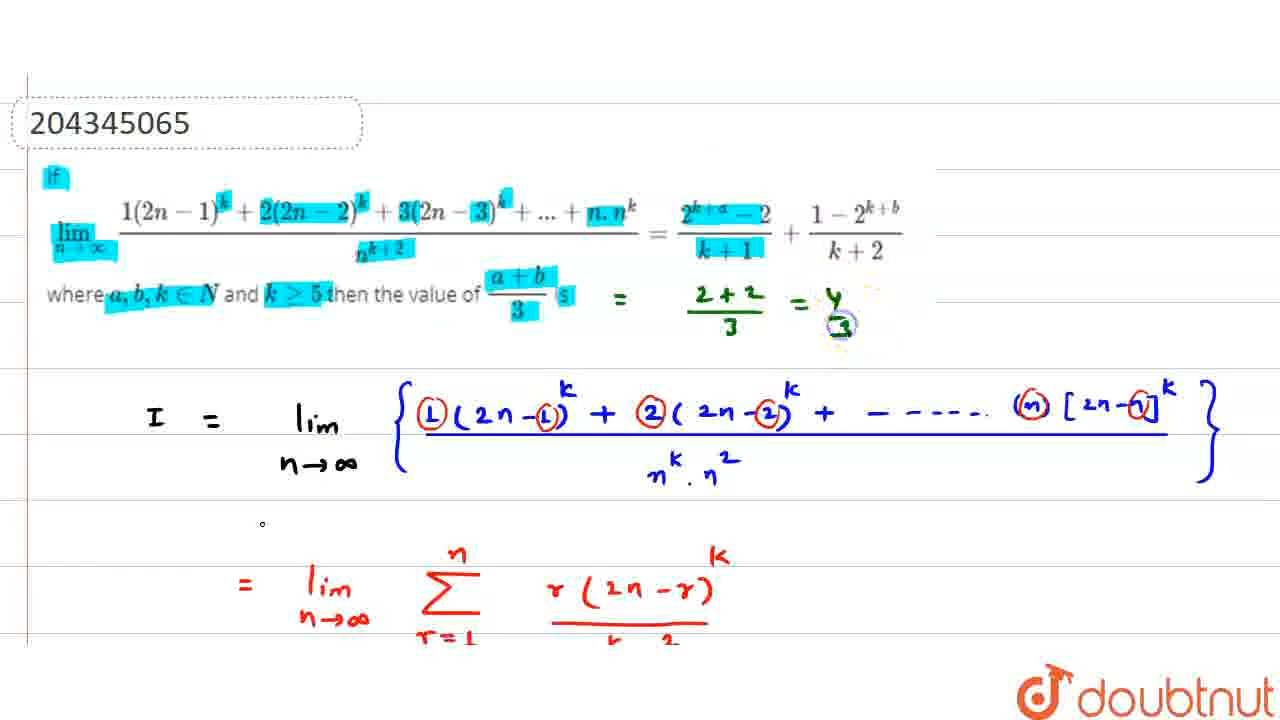 204345065
If
lim n→∞ (1(2n − 1)^k + 2(2n − 2)^k + 3(2n − 3)^k + ... + n. n^k) / n^{k+2} = (2^{k+a} − 2) / (k + 1) + (1 − 2^{k+b}) / (k + 2)
where a, b, k ∈ N and k ≥ 5 then the value of (a + b) / 3 is = (2 + 2) / 3 = 4 / 3
I = lim n→∞ { (1 (2n − 1)^k + 2 (2n − 2)^k + − − − − − − (n) [2n − n]^k) / (n^k . n^2) }
= lim n→∞ Σ_{r=1}^{n} r (2n − r)^k
doubtnut